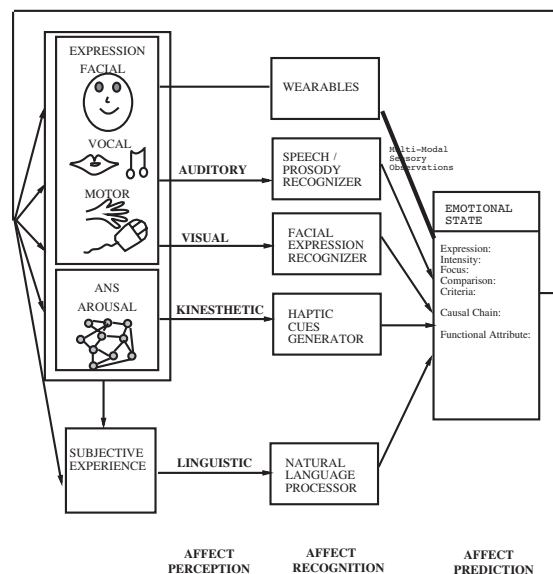 EXPRESSION
FACIAL
VOCAL
MOTOR
ANS
AROUSAL
SUBJECTIVE
EXPERIENCE
AUDITORY
VISUAL
KINESTHETIC
LINGUISTIC
WEARABLES
SPEECH /
PROSODY
RECOGNIZER
FACIAL
EXPRESSION
RECOGNIZER
HAPTIC
CUES
GENERATOR
NATURAL
LANGUAGE
PROCESSOR
Multi-Modal
Sensory
Observations
EMOTIONAL
STATE
Expression:
Intensity:
Focus:
Comparison:
Criteria:
Causal Chain:
Functional Attribute:
AFFECT
PERCEPTION
AFFECT
RECOGNITION
AFFECT
PREDICTION